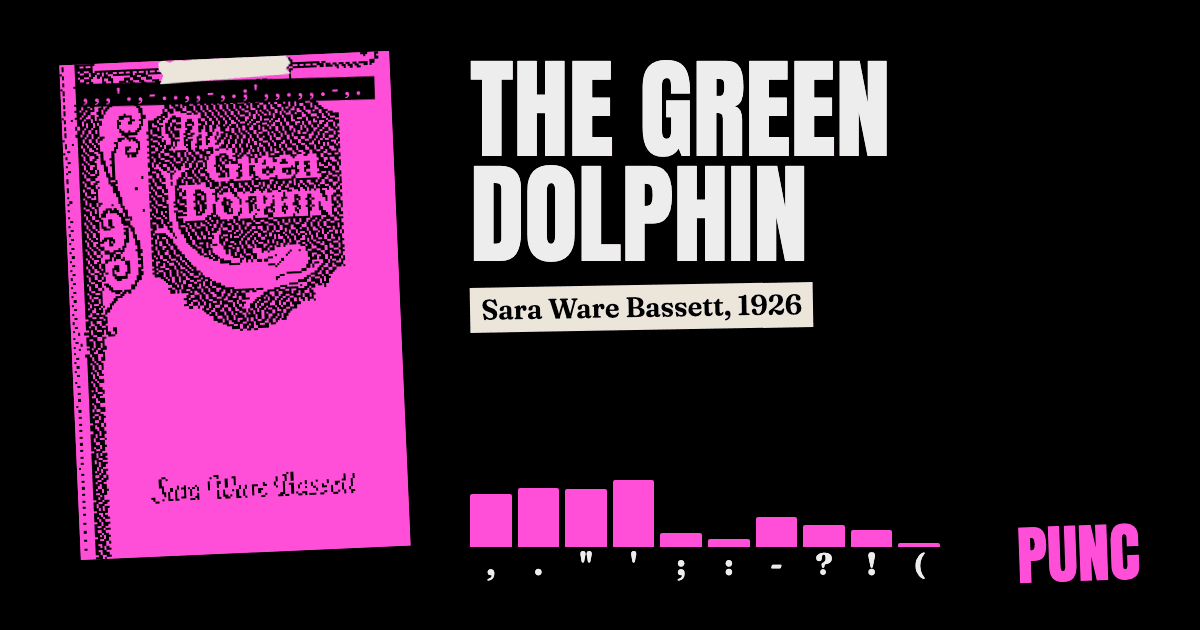 ,,,'.,-..,,-,.;',,.,,.-,.
The
Green
DOLPHIN
Sara Ware Bassett
THE GREEN
DOLPHIN
Sara Ware Bassett, 1926
, . " ' ; : - ? ! (
PUNC